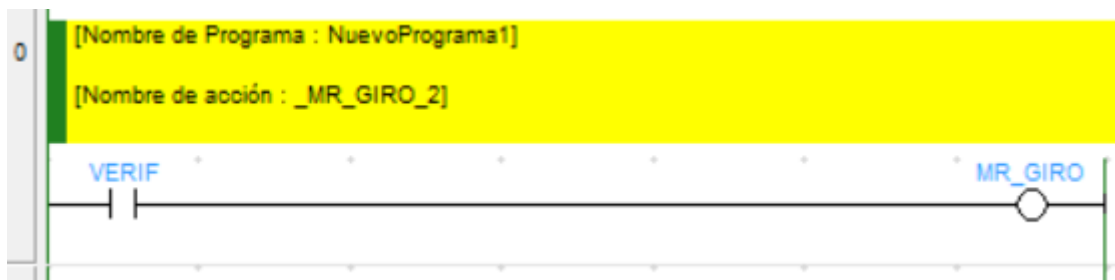 0
[Nombre de Programa : NuevoPrograma1]
[Nombre de acción : _MR_GIRO_2]
VERIF MR_GIRO